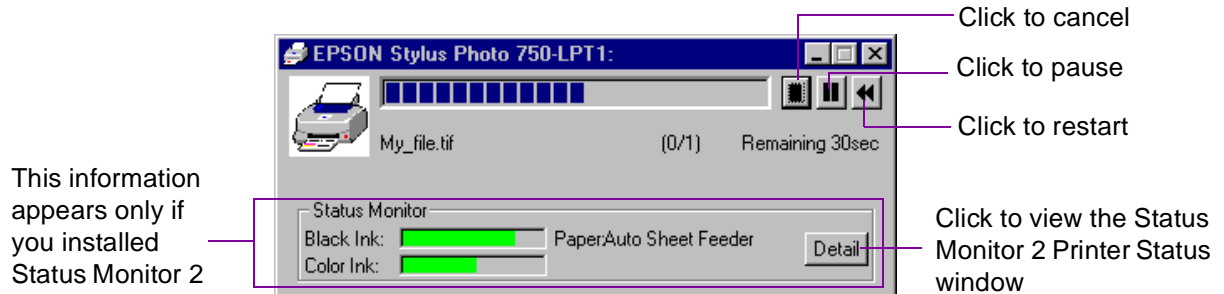 Click to cancel
EPSON Stylus Photo 750-LPT1:
Click to pause
My_file.tif (0/1) Remaining 30sec
Click to restart
This information
appears only if
you installed
Status Monitor 2
Status Monitor
Black Ink: Paper:Auto Sheet Feeder
Color Ink:
Detail
Click to view the Status
Monitor 2 Printer Status
window